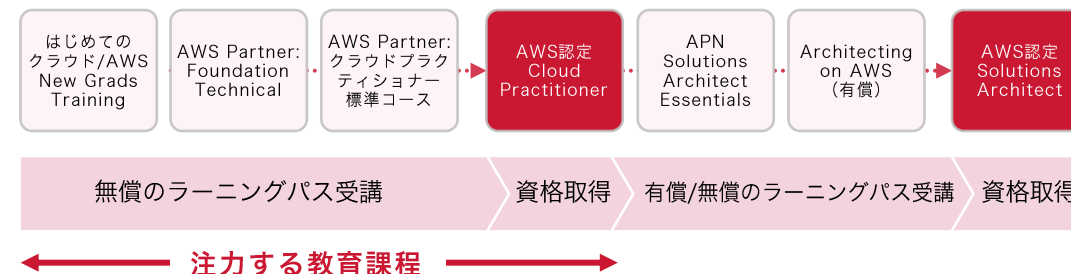 はじめての
クラウド/AWS
New Grads
Training
AWS Partner:
Foundation
Technical
AWS Partner:
クラウドプラク
ティショナー
標準コース
AWS認定
Cloud
Practitioner
APN
Solutions
Architect
Essentials
Architecting
on AWS
（有償）
AWS認定
Solutions
Architect
無償のラーニングパス受講
資格取得
有償/無償のラーニングパス受講
資格取得
注力する教育課程